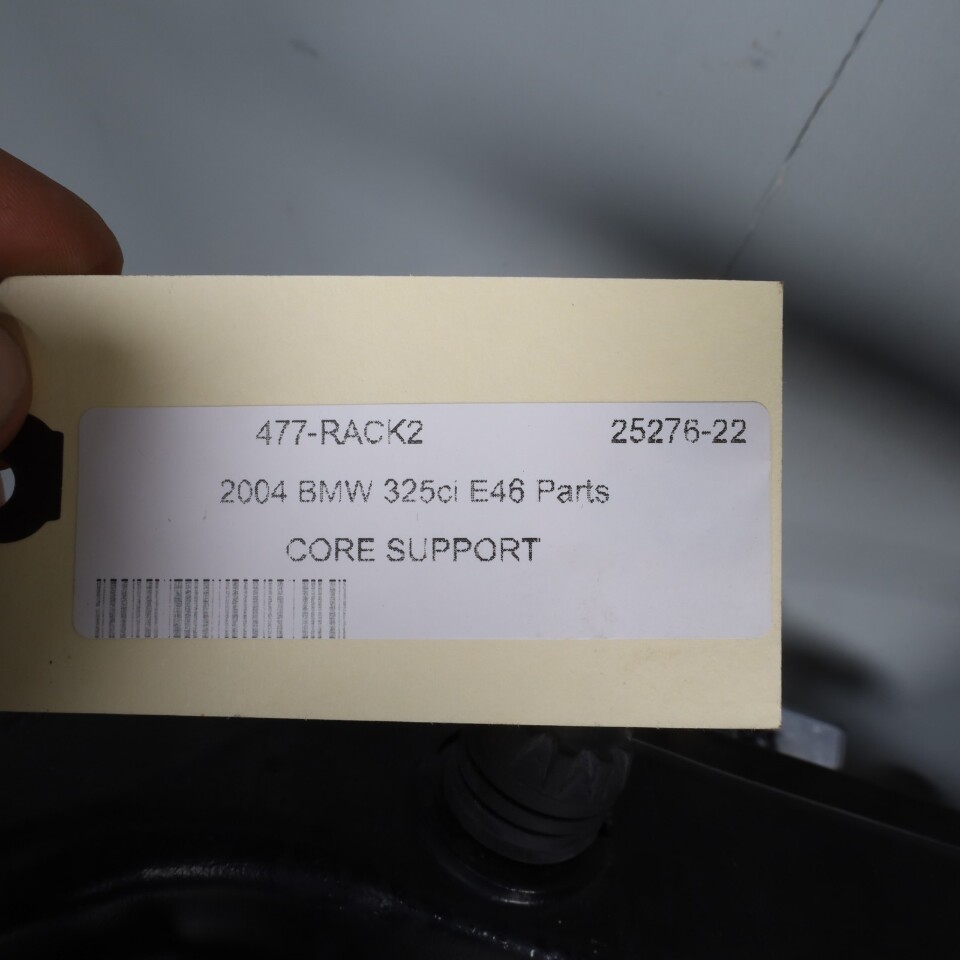 477-RACK2 25276-22
2004 BMW 325ci E46 Parts
CORE SUPPORT